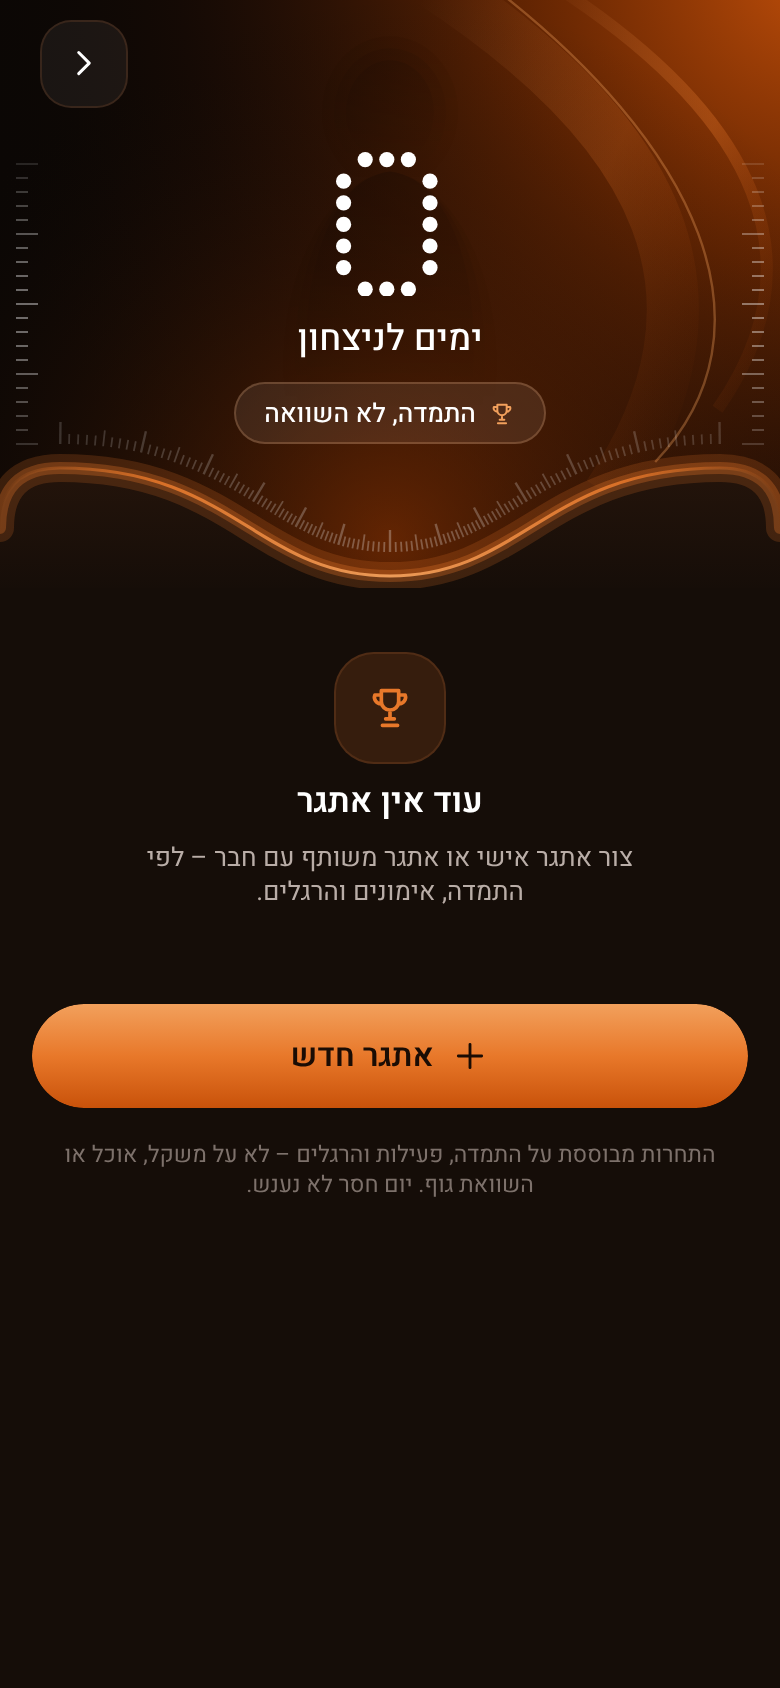 0
ימים לניצחון
התמדה, לא השוואה
עוד אין אתגר
צור אתגר אישי או אתגר משותף עם חבר – לפי
התמדה, אימונים והרגלים.
אתגר חדש
התחרות מבוססת על התמדה, פעילות והרגלים – לא על משקל, אוכל או
השוואת גוף. יום חסר לא נענש.